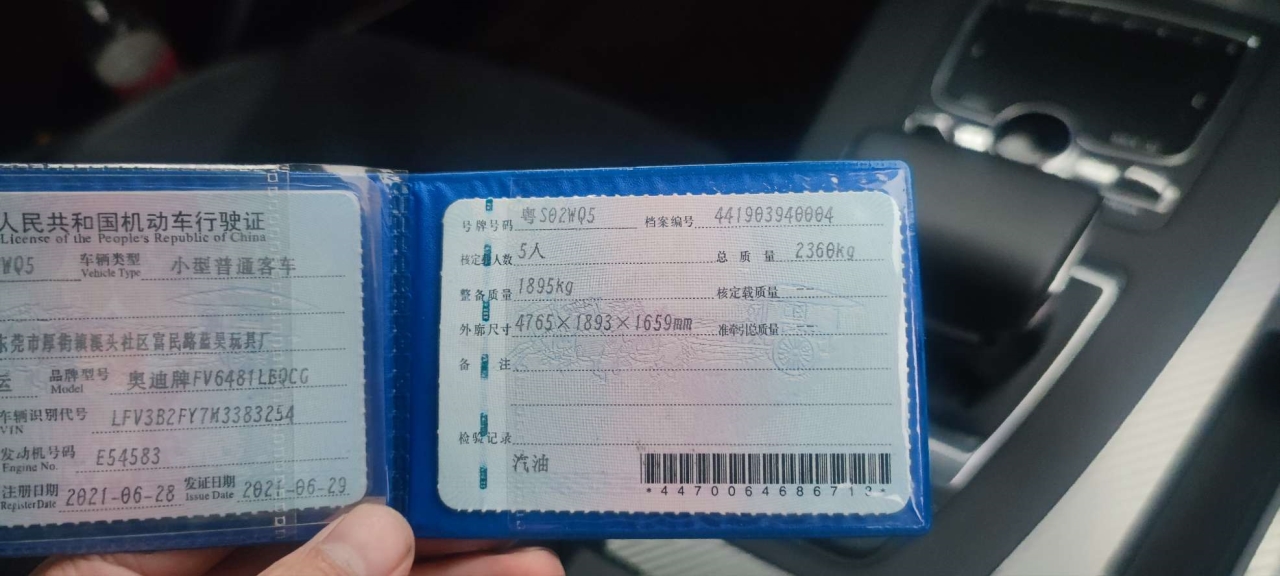 人民共和国机动车行驶证
License of the People's Republic of China
WQ5 车辆类型 小型普通客车
Vehicle Type
东莞市厚街镇溪头社区富民路蓝昊玩具厂
品牌型号 奥迪牌FV6481LEQCG
Model
车辆识别代号 LFV3B2FY7M3383254
VIN
发动机号码 E54583
Engine No.
注册日期 2021-06-28 发证日期 2021-06-29
Register Date Issue Date
号牌号码 粤S02WQ5 档案编号 441903940004
核定人数 5人 总质量 2360kg
整备质量 1895kg 核定载质量 --
外廓尺寸 4765×1893×1659mm 准牵引总质量 --
备注
检验记录
汽油
*4470064686713*